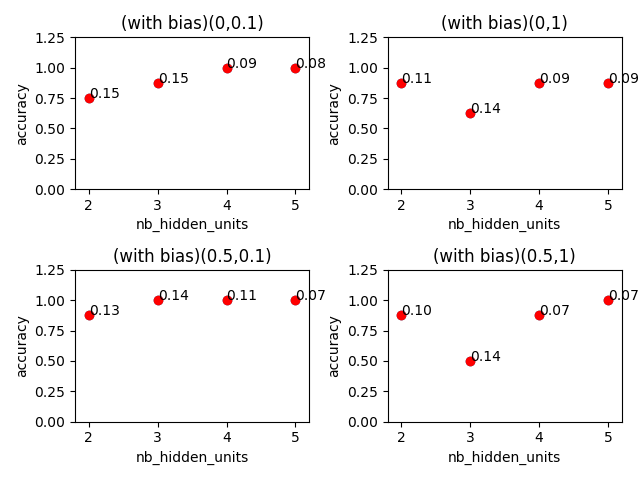 (with bias)(0,0.1)
accuracy
1.25
1.00
0.75
0.50
0.25
0.00
0.15
0.15
0.09
0.08
2 3 4 5
nb_hidden_units
(with bias)(0,1)
accuracy
1.25
1.00
0.75
0.50
0.25
0.00
0.11
0.14
0.09
0.09
2 3 4 5
nb_hidden_units
(with bias)(0.5,0.1)
accuracy
1.25
1.00
0.75
0.50
0.25
0.00
0.13
0.14
0.11
0.07
2 3 4 5
nb_hidden_units
(with bias)(0.5,1)
accuracy
1.25
1.00
0.75
0.50
0.25
0.00
0.10
0.14
0.07
0.07
2 3 4 5
nb_hidden_units